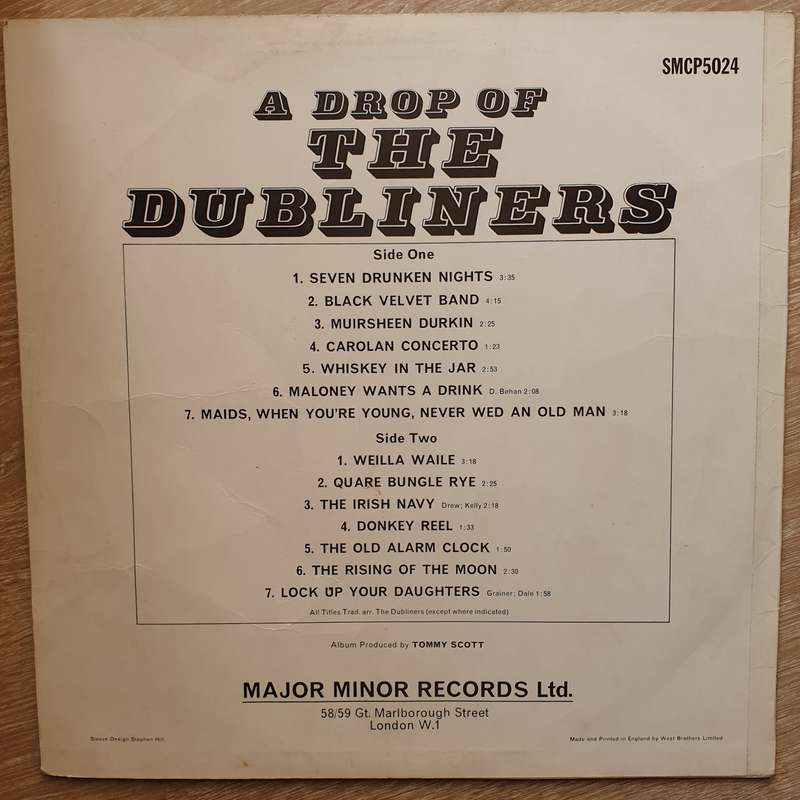 SMCP5024
A DROP OF
THE
DUBLINERS
Side One
1. SEVEN DRUNKEN NIGHTS 3:35
2. BLACK VELVET BAND 4:15
3. MUIRSHEEN DURKIN 2:25
4. CAROLAN CONCERTO 1:23
5. WHISKEY IN THE JAR 2:53
6. MALONEY WANTS A DRINK D. Behan 2:08
7. MAIDS, WHEN YOU'RE YOUNG, NEVER WED AN OLD MAN 3:18
Side Two
1. WEILLA WAILE 3:18
2. QUARE BUNGLE RYE 2:25
3. THE IRISH NAVY Drew; Kelly 2:18
4. DONKEY REEL 1:33
5. THE OLD ALARM CLOCK 1:50
6. THE RISING OF THE MOON 2:30
7. LOCK UP YOUR DAUGHTERS Grainer; Dale 1:58
All Titles Trad. arr. The Dubliners (except where indicated)
Album Produced by TOMMY SCOTT
MAJOR MINOR RECORDS Ltd.
58/59 Gt. Marlborough Street
London W.1
Sleeve Design Stephen Hill
Made and Printed in England by West Brothers Limited